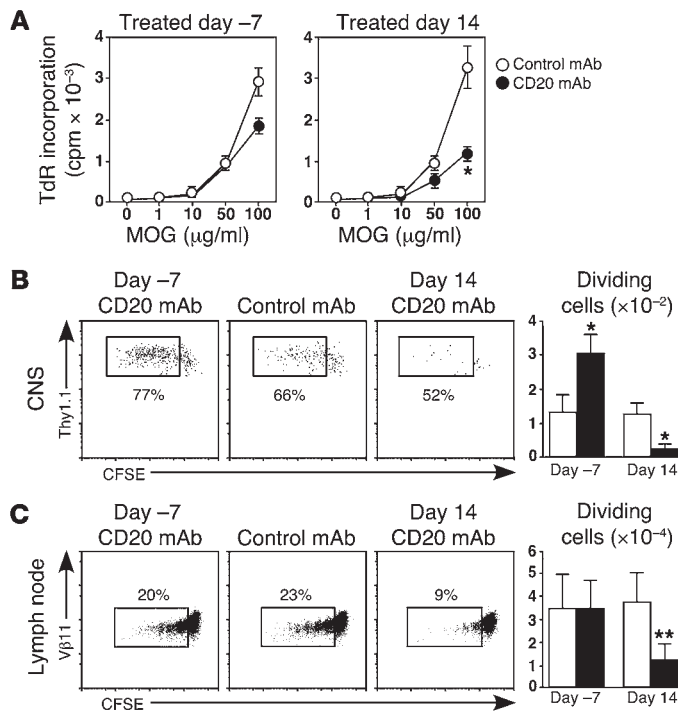 A
Treated day –7
Treated day 14
TdR incorporation
(cpm × 10⁻³)
4
3
2
1
0
0 1 10 50 100
MOG (μg/ml)
4
3
2
1
0
0 1 10 50 100
MOG (μg/ml)
*
Control mAb
CD20 mAb
B
Day –7
CD20 mAb
Control mAb
Day 14
CD20 mAb
Dividing
cells (×10⁻²)
CNS
Thy1.1
77%
66%
52%
CFSE
4
3
2
1
0
*
*
Day –7 Day 14
C
Day –7
CD20 mAb
Control mAb
Day 14
CD20 mAb
Dividing
cells (×10⁻⁴)
Lymph node
Vβ11
20%
23%
9%
CFSE
6
5
4
3
2
1
0
**
Day –7 Day 14